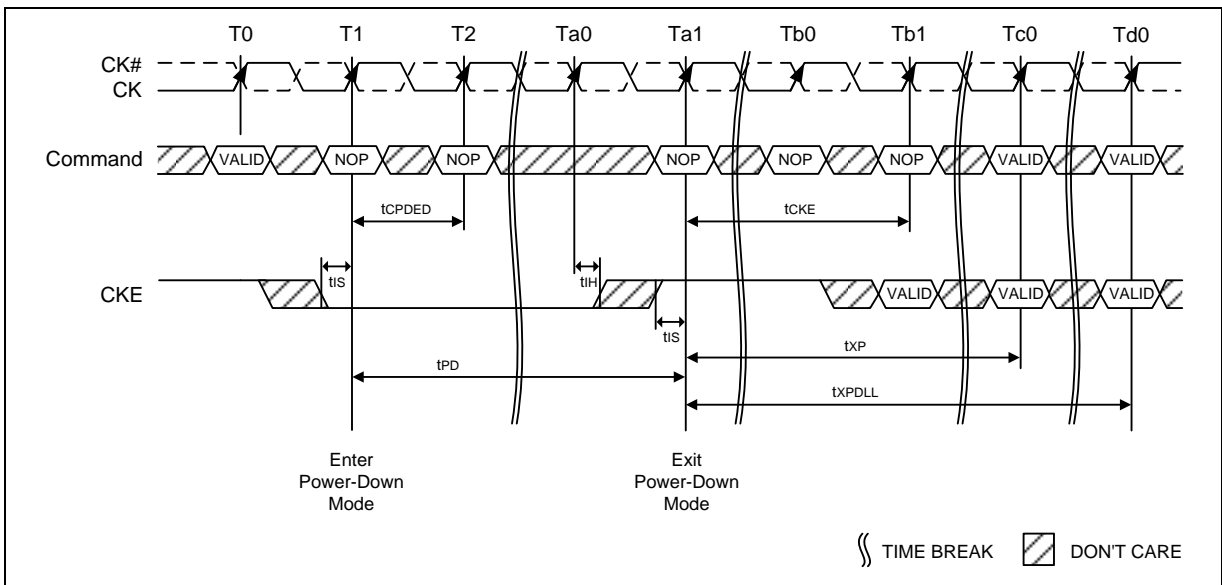 T0 T1 T2 Ta0 Ta1 Tb0 Tb1 Tc0 Td0
CK#
CK
Command VALID NOP NOP NOP NOP NOP VALID VALID
tCPDED tCKE
tIS tIH
CKE VALID VALID VALID
tIS
tXP
tPD
tXPDLL
Enter Power-Down Mode
Exit Power-Down Mode
TIME BREAK DON'T CARE